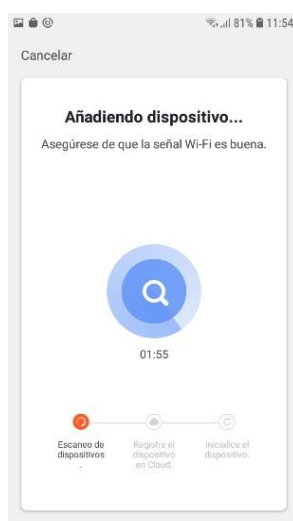 81% 11:54
Cancelar
Añadiendo dispositivo...
Asegúrese de que la señal Wi-Fi es buena.
01:55
Escaneo de
dispositivos
.
Registre el
dispositivo
en Cloud.
Inicialice el
dispositivo.